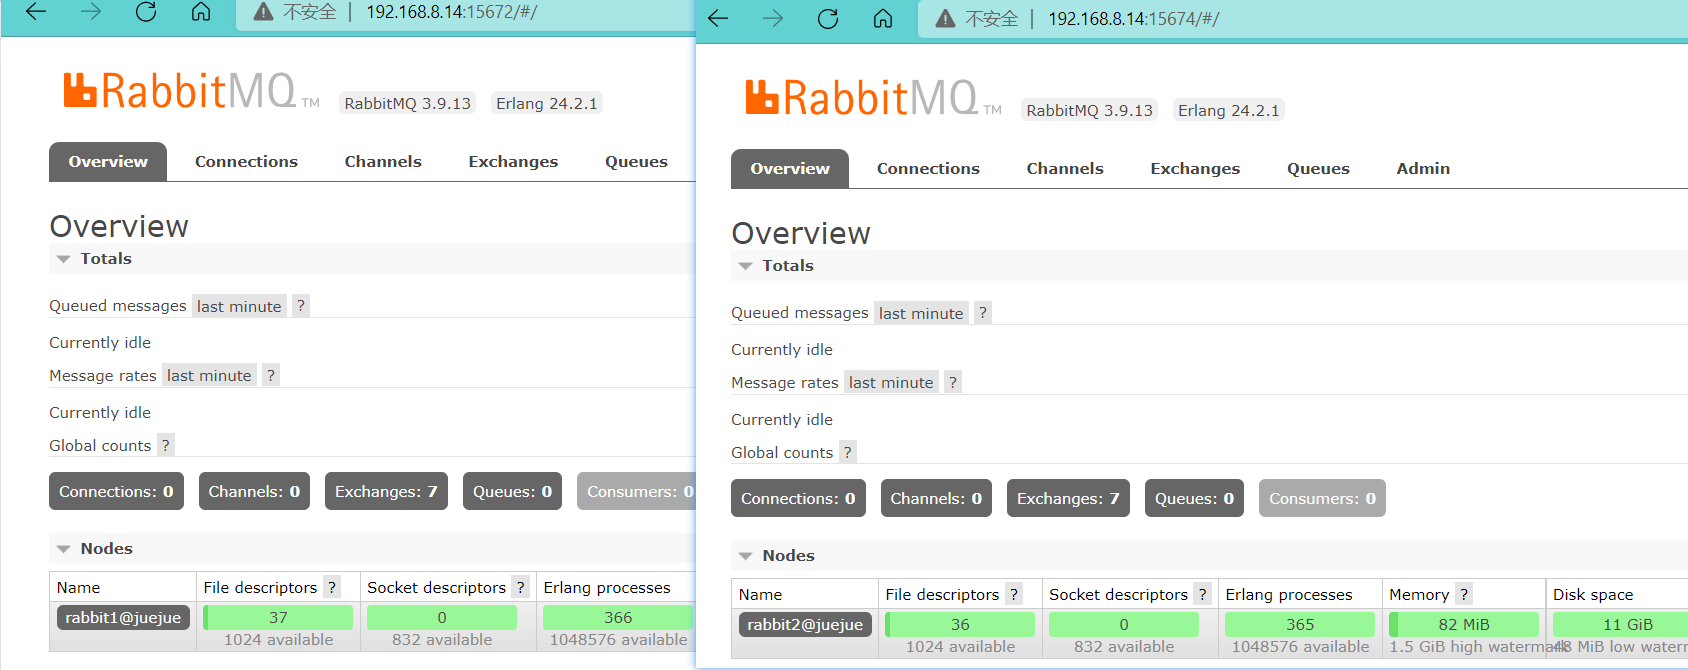 不安全 | 192.168.8.14:15672/#/
RabbitMQ TM RabbitMQ 3.9.13 Erlang 24.2.1
Overview Connections Channels Exchanges Queues
Overview
Totals
Queued messages last minute ?
Currently idle
Message rates last minute ?
Currently idle
Global counts ?
Connections: 0 Channels: 0 Exchanges: 7 Queues: 0 Consumers: 0
Nodes
Name File descriptors ? Socket descriptors ? Erlang processes
rabbit1@juejue 37 0 366
1024 available 832 available 1048576 available
不安全 | 192.168.8.14:15674/#/
RabbitMQ TM RabbitMQ 3.9.13 Erlang 24.2.1
Overview Connections Channels Exchanges Queues Admin
Overview
Totals
Queued messages last minute ?
Currently idle
Message rates last minute ?
Currently idle
Global counts ?
Connections: 0 Channels: 0 Exchanges: 7 Queues: 0 Consumers: 0
Nodes
Name File descriptors ? Socket descriptors ? Erlang processes Memory ? Disk space
rabbit2@juejue 36 0 365 82 MiB 11 GiB
1024 available 832 available 1048576 available 1.5 GiB high watermark 48 MiB low water